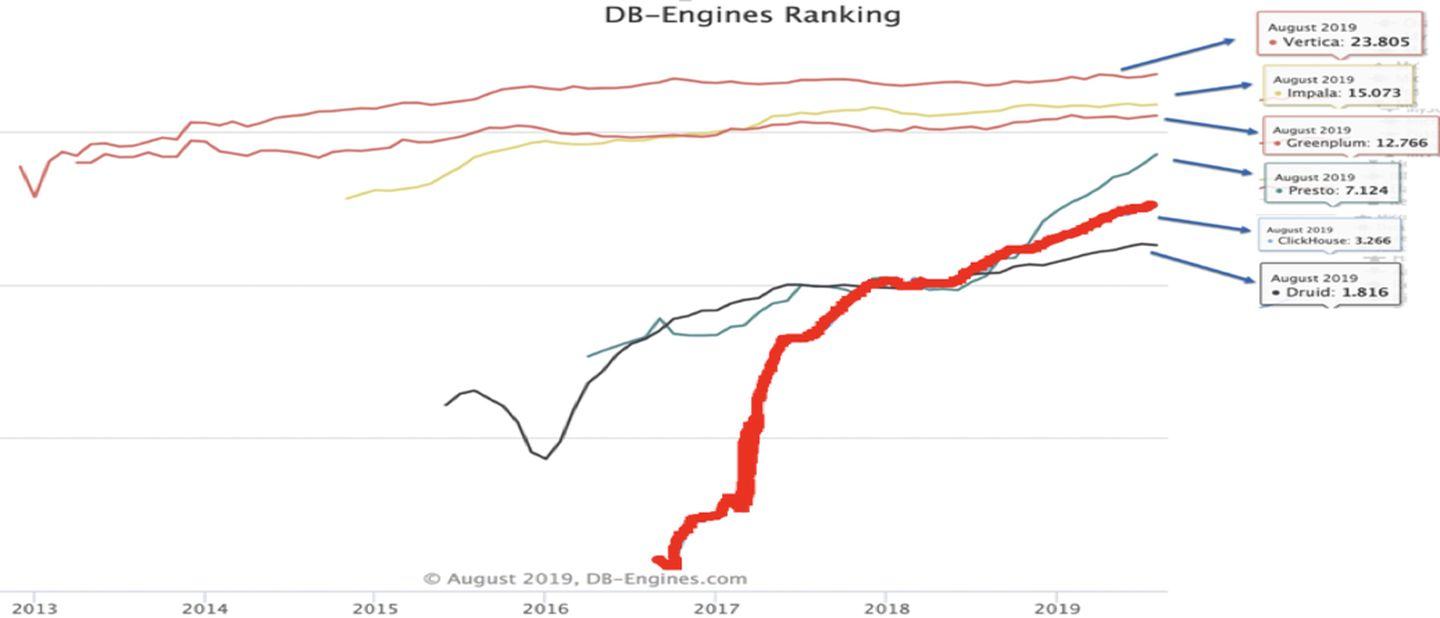 DB-Engines Ranking
August 2019
Vertica: 23.805
August 2019
Impala: 15.073
August 2019
Greenplum: 12.766
August 2019
Presto: 7.124
August 2019
ClickHouse: 3.266
August 2019
Druid: 1.816
© August 2019, DB-Engines.com
2013 2014 2015 2016 2017 2018 2019